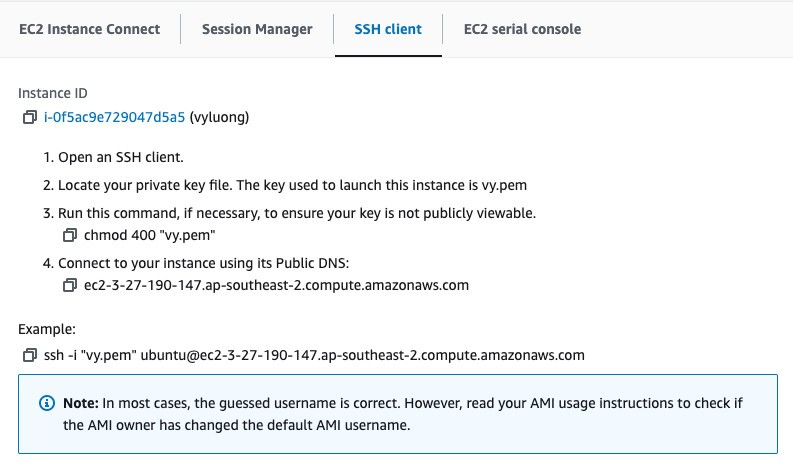 EC2 Instance Connect
Session Manager
SSH client
EC2 serial console
Instance ID
i-0f5ac9e729047d5a5 (vyluong)
1. Open an SSH client.
2. Locate your private key file. The key used to launch this instance is vy.pem
3. Run this command, if necessary, to ensure your key is not publicly viewable.
chmod 400 "vy.pem"
4. Connect to your instance using its Public DNS:
ec2-3-27-190-147.ap-southeast-2.compute.amazonaws.com
Example:
ssh -i "vy.pem" ubuntu@ec2-3-27-190-147.ap-southeast-2.compute.amazonaws.com
Note: In most cases, the guessed username is correct. However, read your AMI usage instructions to check if
the AMI owner has changed the default AMI username.